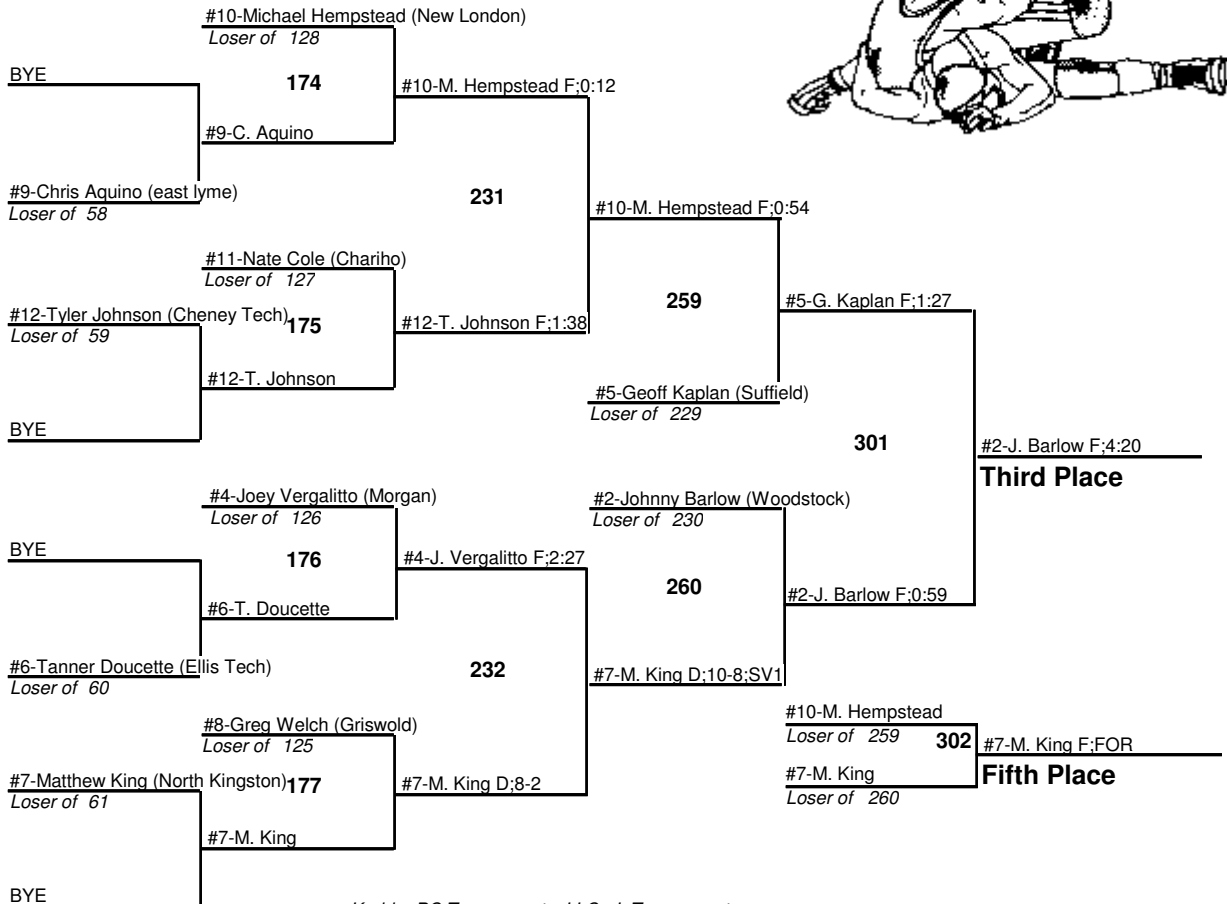 #10-Michael Hempstead (New London)
Loser of 128
BYE
174
#10-M. Hempstead F;0:12
#9-C. Aquino
#9-Chris Aquino (east lyme)
Loser of 58
231
#10-M. Hempstead F;0:54
#11-Nate Cole (Chariho)
Loser of 127
#12-Tyler Johnson (Cheney Tech)
Loser of 59
175
#12-T. Johnson F;1:38
259
#5-G. Kaplan F;1:27
#12-T. Johnson
#5-Geoff Kaplan (Suffield)
Loser of 229
BYE
301
#2-J. Barlow F;4:20
Third Place
#4-Joey Vergalitto (Morgan)
Loser of 126
#2-Johnny Barlow (Woodstock)
Loser of 230
BYE
176
#4-J. Vergalitto F;2:27
260
#6-T. Doucette
#2-J. Barlow F;0:59
#6-Tanner Doucette (Ellis Tech)
Loser of 60
232
#7-M. King D;10-8;SV1
#8-Greg Welch (Griswold)
Loser of 125
#10-M. Hempstead
Loser of 259
302
#7-M. King F;FOR
Fifth Place
#7-Matthew King (North Kingston)
Loser of 61
177
#7-M. King D;8-2
#7-M. King
Loser of 260
#7-M. King
BYE